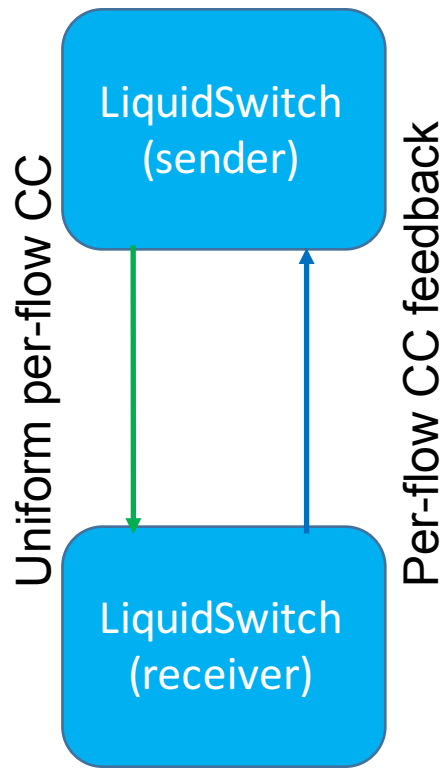 LiquidSwitch
(sender)
Uniform per-flow CC
Per-flow CC feedback
LiquidSwitch
(receiver)